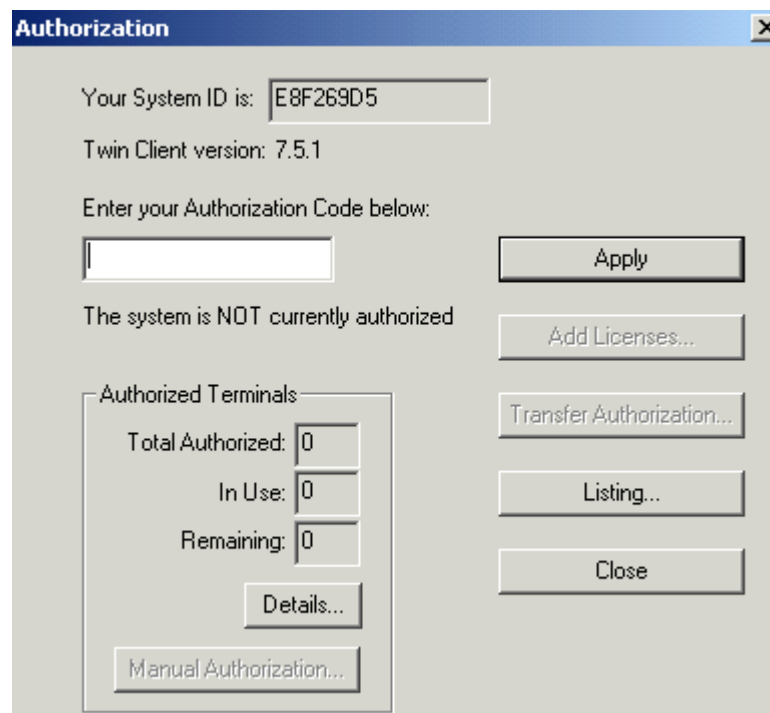 Authorization
Your System ID is: E8F269D5
Twin Client version: 7.5.1
Enter your Authorization Code below:
Apply
The system is NOT currently authorized
Add Licenses...
Authorized Terminals
Transfer Authorization...
Total Authorized: 0
In Use: 0
Listing...
Remaining: 0
Close
Details...
Manual Authorization...